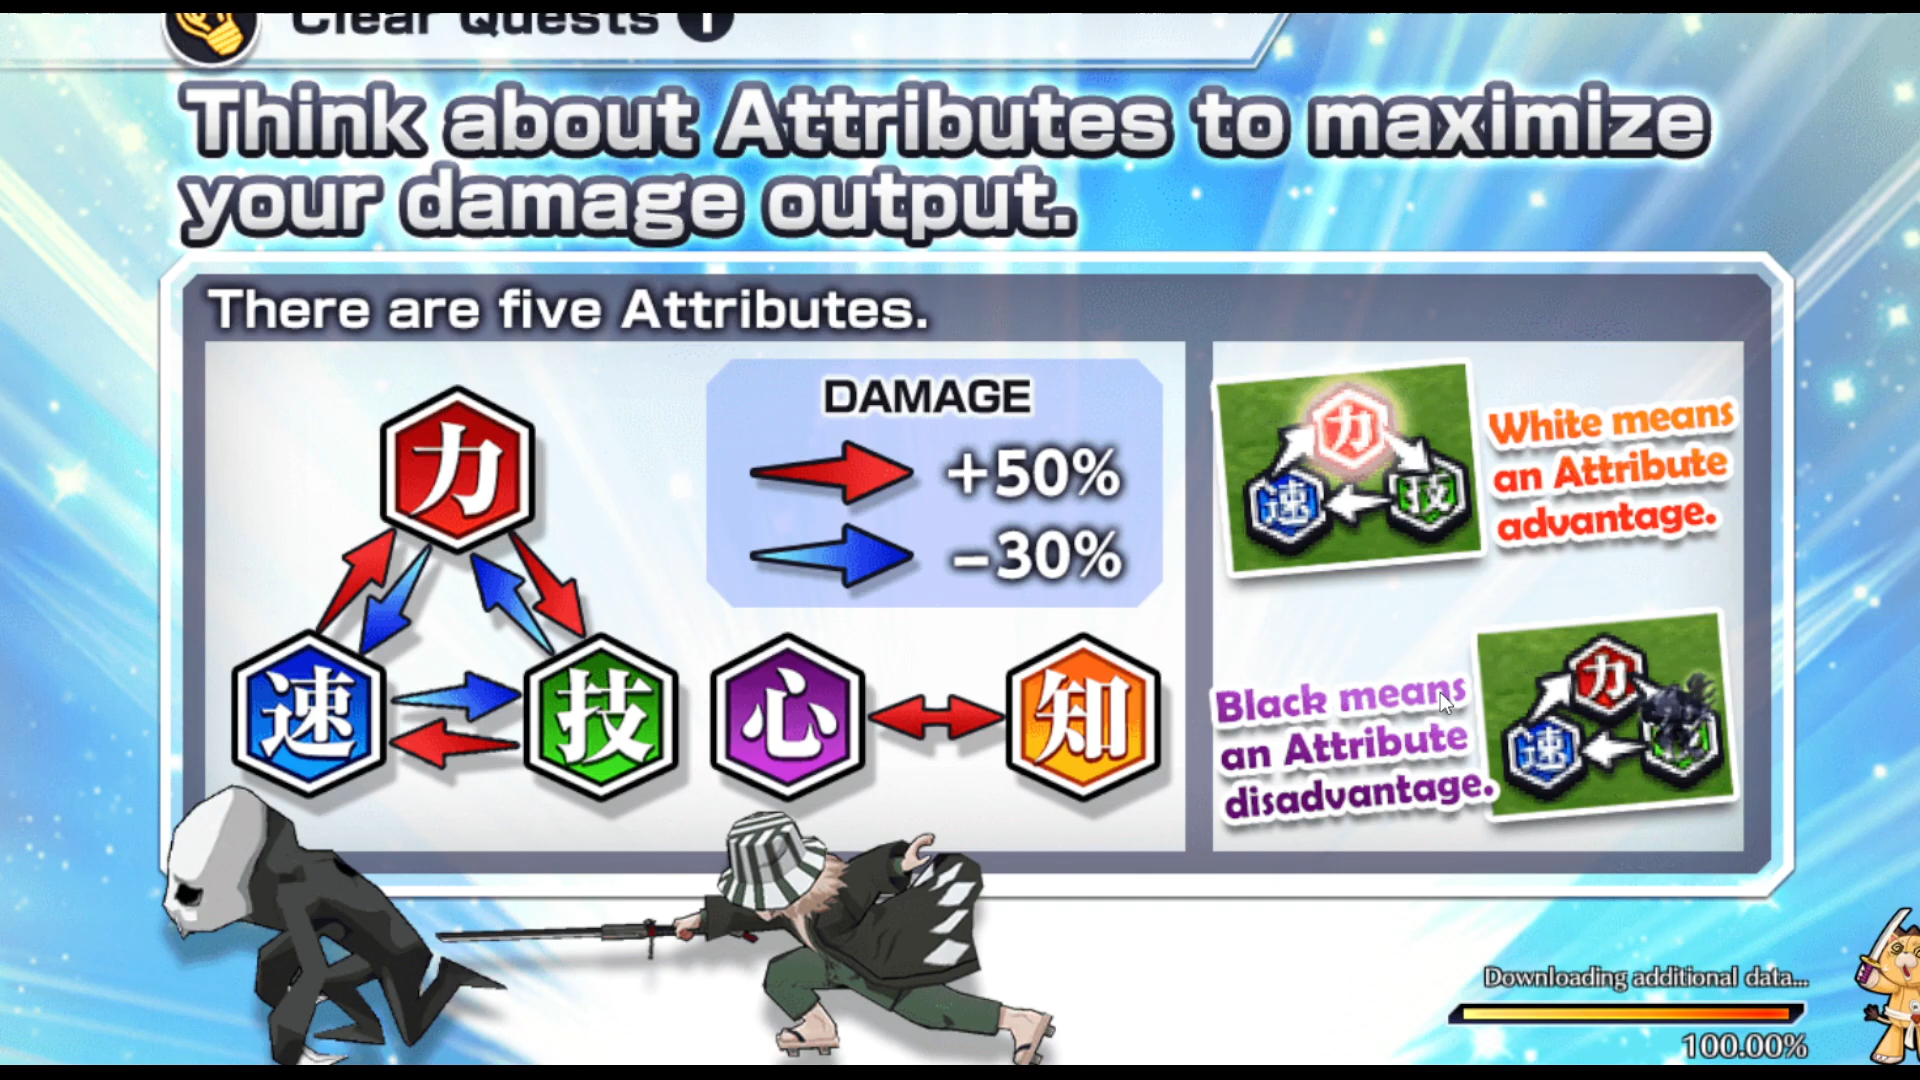 Clear Quests 1
Think about Attributes to maximize
your damage output.
There are five Attributes.
力
速
技
心
知
DAMAGE
+50%
-30%
力
速
技
White means
an Attribute
advantage.
力
速
Black means
an Attribute
disadvantage.
Downloading additional data...
100.00%